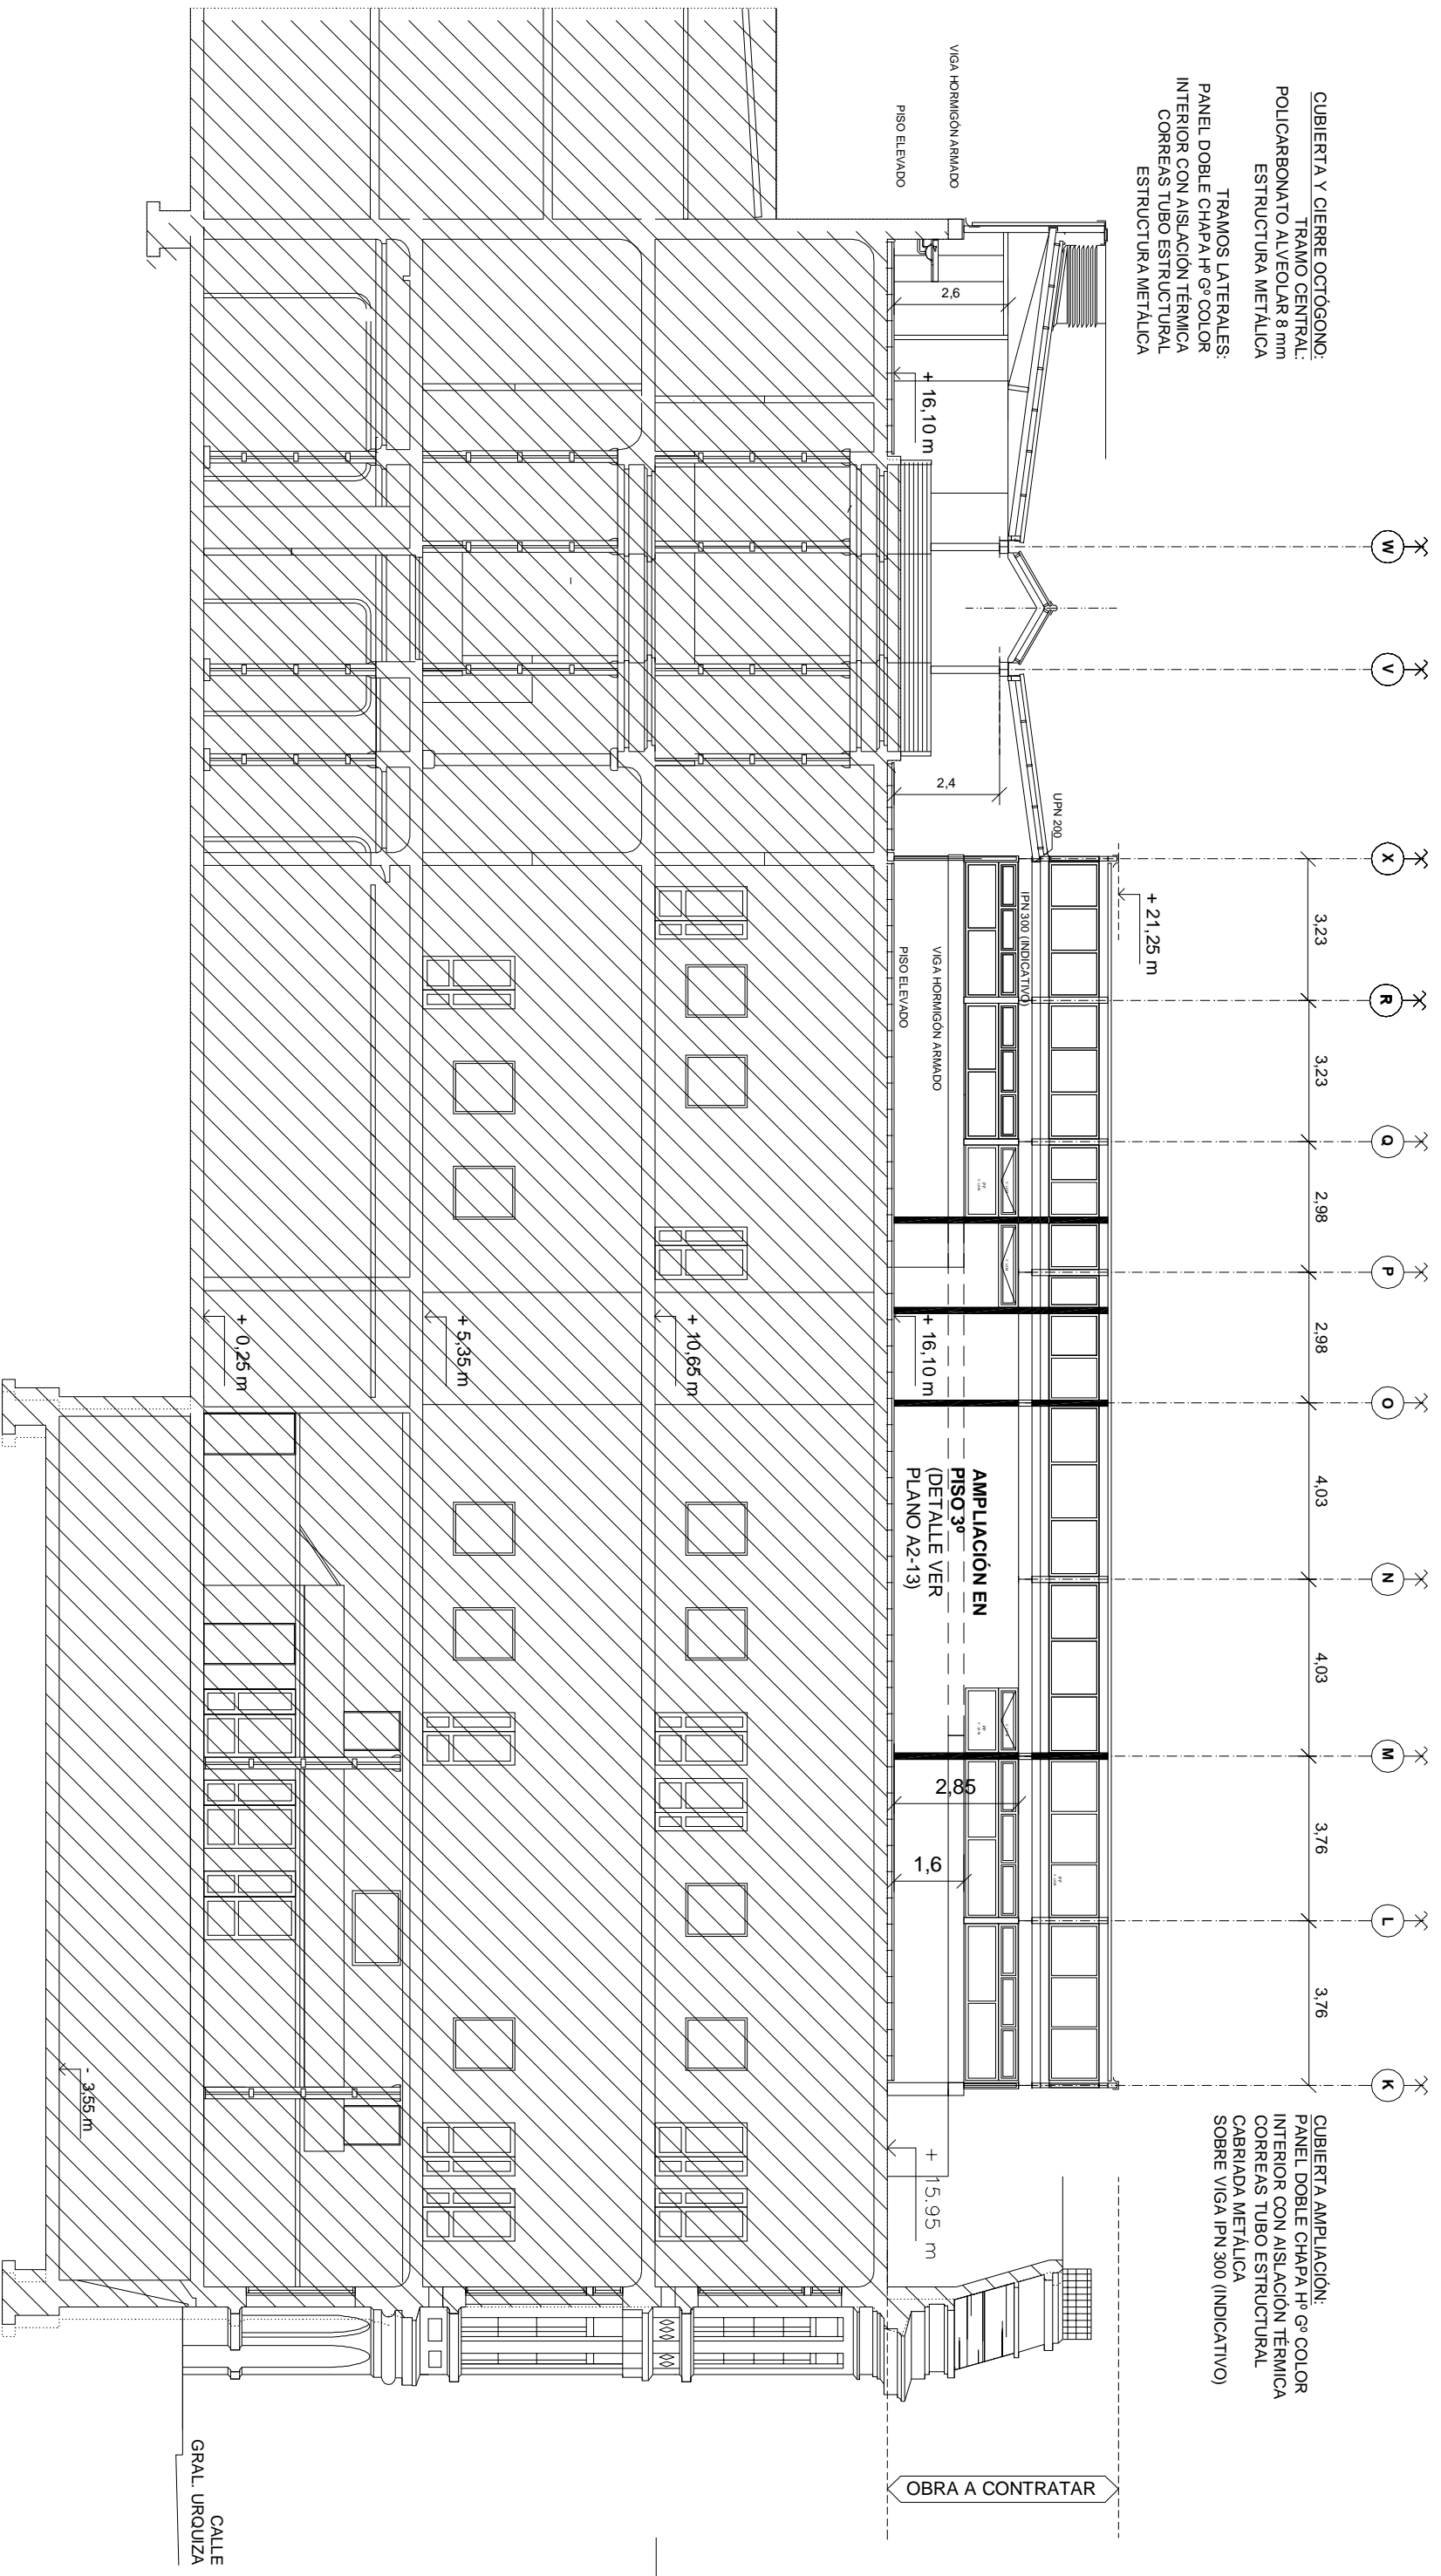 CUBIERTA Y CIERRE OCTÓGONO:
TRAMO CENTRAL:
POLICARBONATO ALVEOLAR 8 mm
ESTRUCTURA METÁLICA
TRAMOS LATERALES:
PANEL DOBLE CHAPA Hº Gº COLOR
INTERIOR CON AISLACIÓN TÉRMICA
CORREAS TUBO ESTRUCTURAL
ESTRUCTURA METÁLICA
VIGA HORMIGÓN ARMADO
PISO ELEVADO
W
V
X
R
Q
P
O
N
M
L
K
3,23
3,23
2,98
2,98
4,03
4,03
3,76
3,76
CUBIERTA AMPLIACIÓN:
PANEL DOBLE CHAPA Hº Gº COLOR
INTERIOR CON AISLACIÓN TÉRMICA
CORREAS TUBO ESTRUCTURAL
CABRIADA METÁLICA
SOBRE VIGA IPN 300 (INDICATIVO)
+ 21,25 m
UPN 200
IPN 300 (INDICATIVO)
2,6
2,4
+ 16,10 m
VIGA HORMIGÓN ARMADO
PISO ELEVADO
+ 16,10 m
AMPLIACIÓN EN
PISO 3º
(DETALLE VER
PLANO A2-13)
2,85
1,6
+ 15.95 m
OBRA A CONTRATAR
+ 10,65 m
+ 5,35 m
+ 0,25 m
- 3,55 m
CALLE
GRAL. URQUIZA